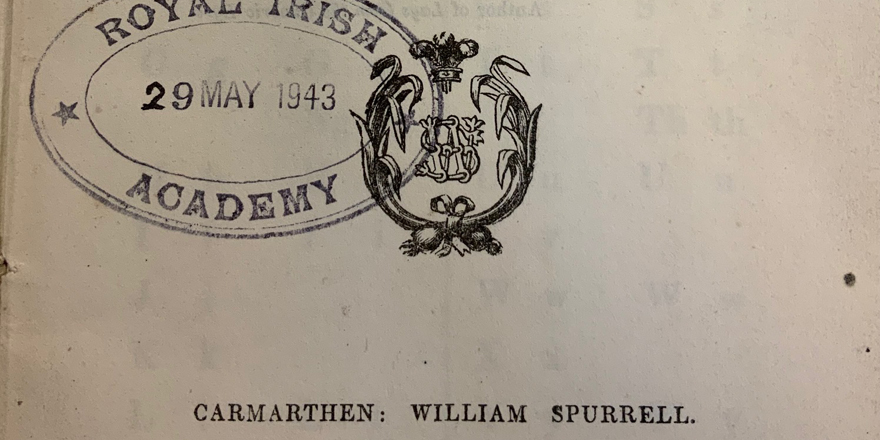 ROYAL IRISH
29 MAY 1943
ACADEMY
CARMARTHEN: WILLIAM SPURRELL.